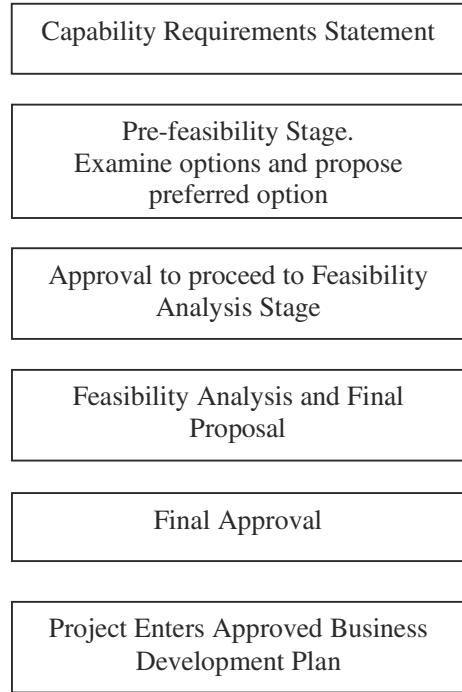 Capability Requirements Statement
Pre-feasibility Stage.
Examine options and propose
preferred option
Approval to proceed to Feasibility
Analysis Stage
Feasibility Analysis and Final
Proposal
Final Approval
Project Enters Approved Business
Development Plan